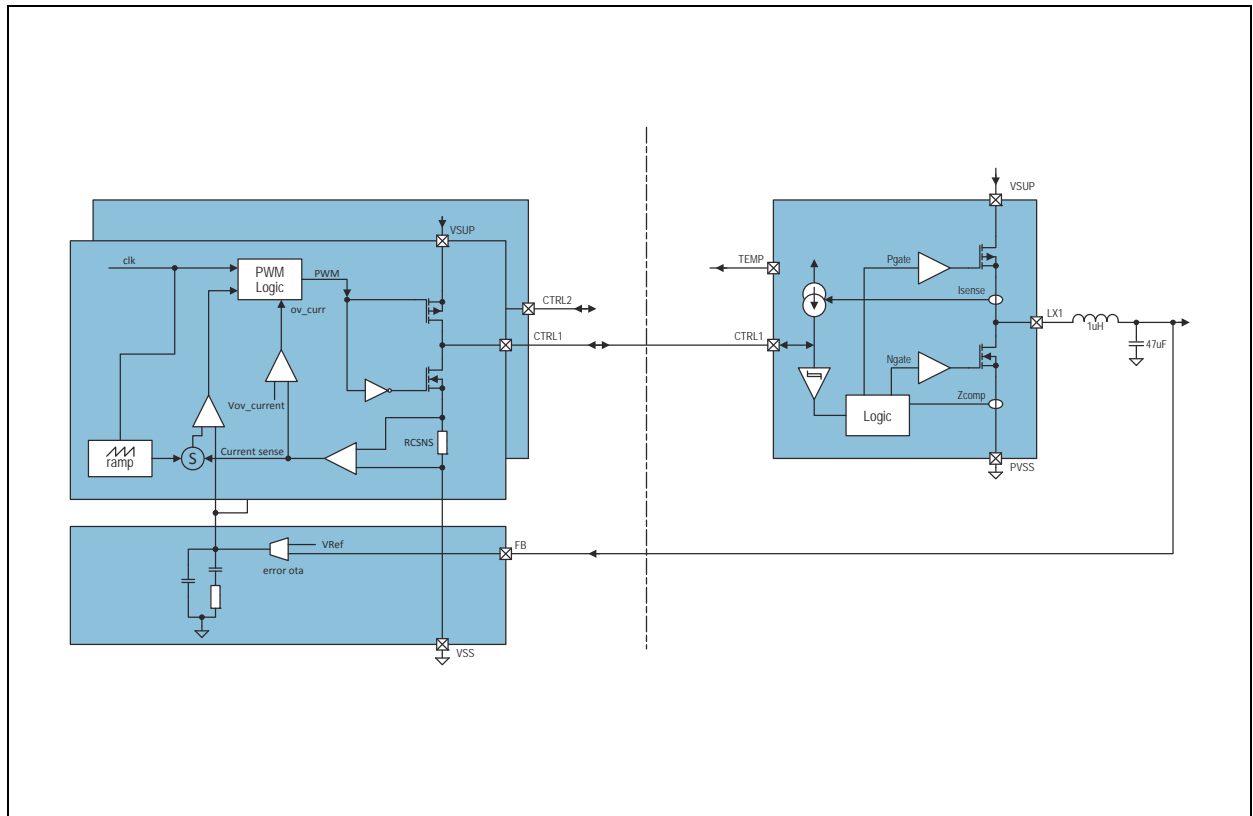 VSUP
clk
PWM
Logic
PWM
ov_curr
CTRL2
CTRL1
Vov_current
RCSNS
Current sense
ramp
S
VRef
error ota
FB
VSS
VSUP
TEMP
Pgate
Isense
CTRL1
LX1
1uH
47uF
Ngate
Zcomp
Logic
PVSS